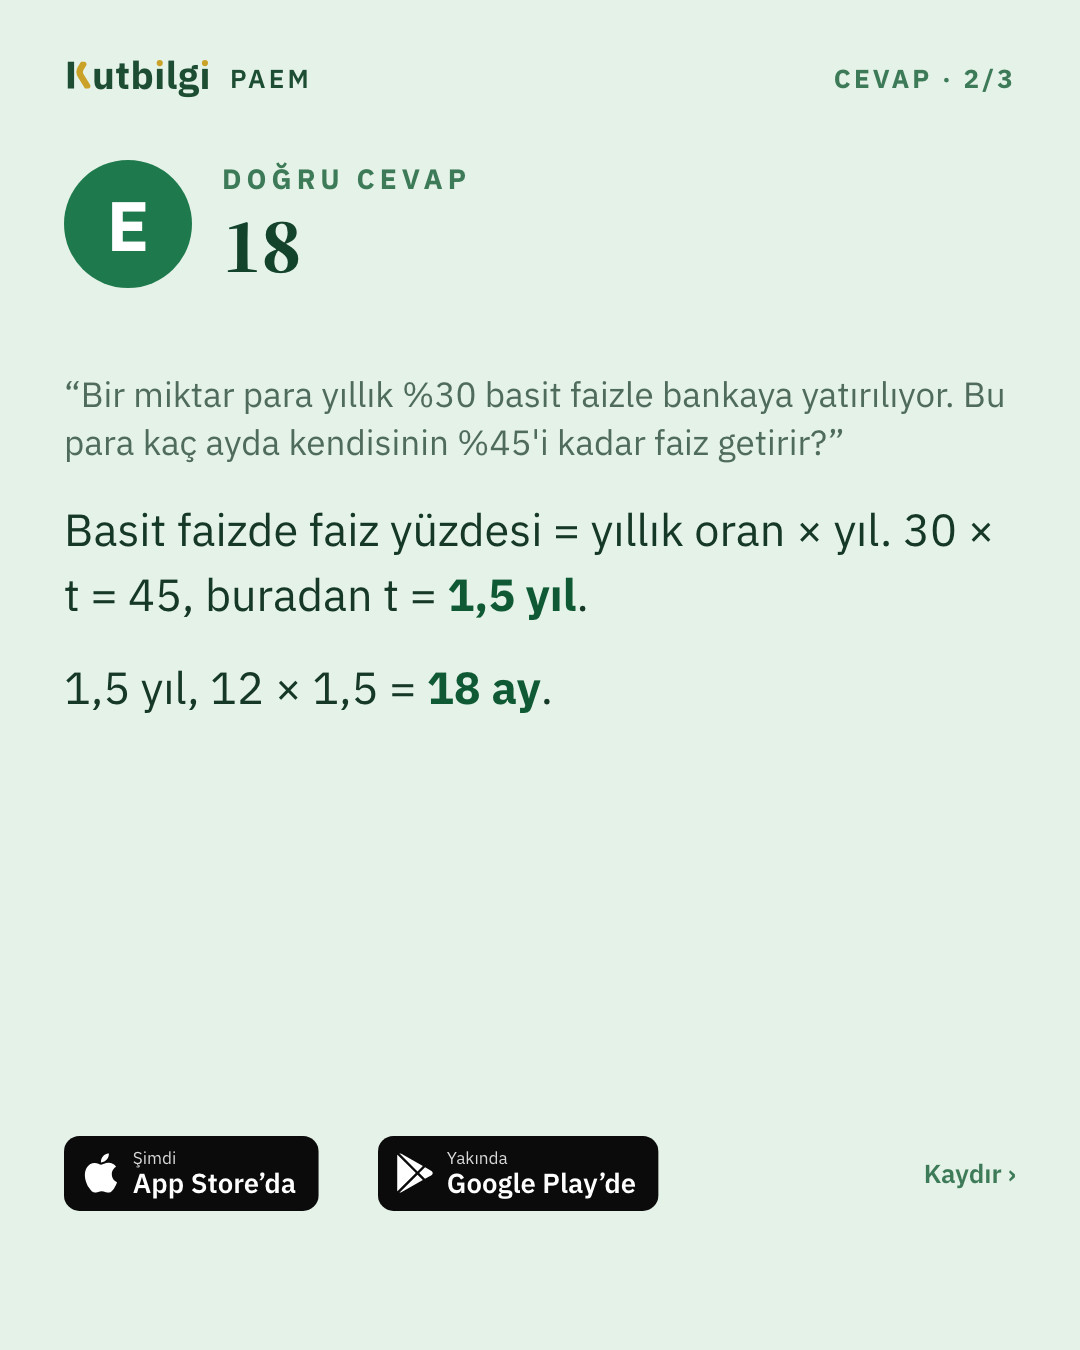 Kutbilgi PAEM
CEVAP · 2/3
E
DOĞRU CEVAP
18
“Bir miktar para yıllık %30 basit faizle bankaya yatırılıyor. Bu
para kaç ayda kendisinin %45'i kadar faiz getirir?”
Basit faizde faiz yüzdesi = yıllık oran × yıl. 30 ×
t = 45, buradan t = 1,5 yıl.
1,5 yıl, 12 × 1,5 = 18 ay.
Şimdi
App Store’da
Yakında
Google Play’de
Kaydır ›